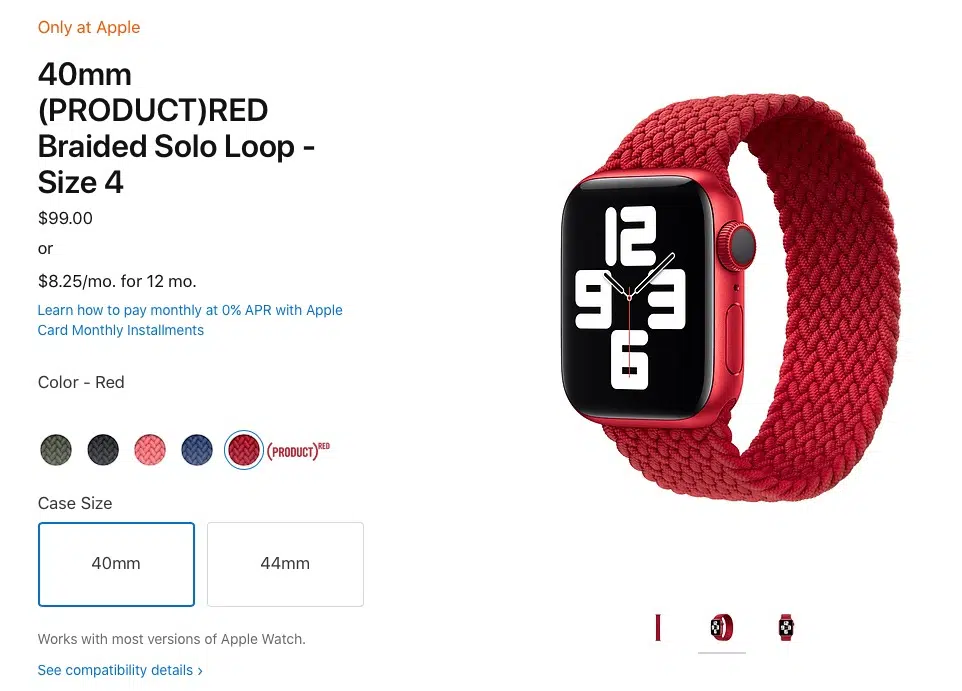 Only at Apple
40mm
(PRODUCT)RED
Braided Solo Loop -
Size 4
$99.00
or
$8.25/mo. for 12 mo.
Learn how to pay monthly at 0% APR with Apple
Card Monthly Installments
Color - Red
(PRODUCT)RED
Case Size
40mm
44mm
Works with most versions of Apple Watch.
See compatibility details ›
12
9
3
6